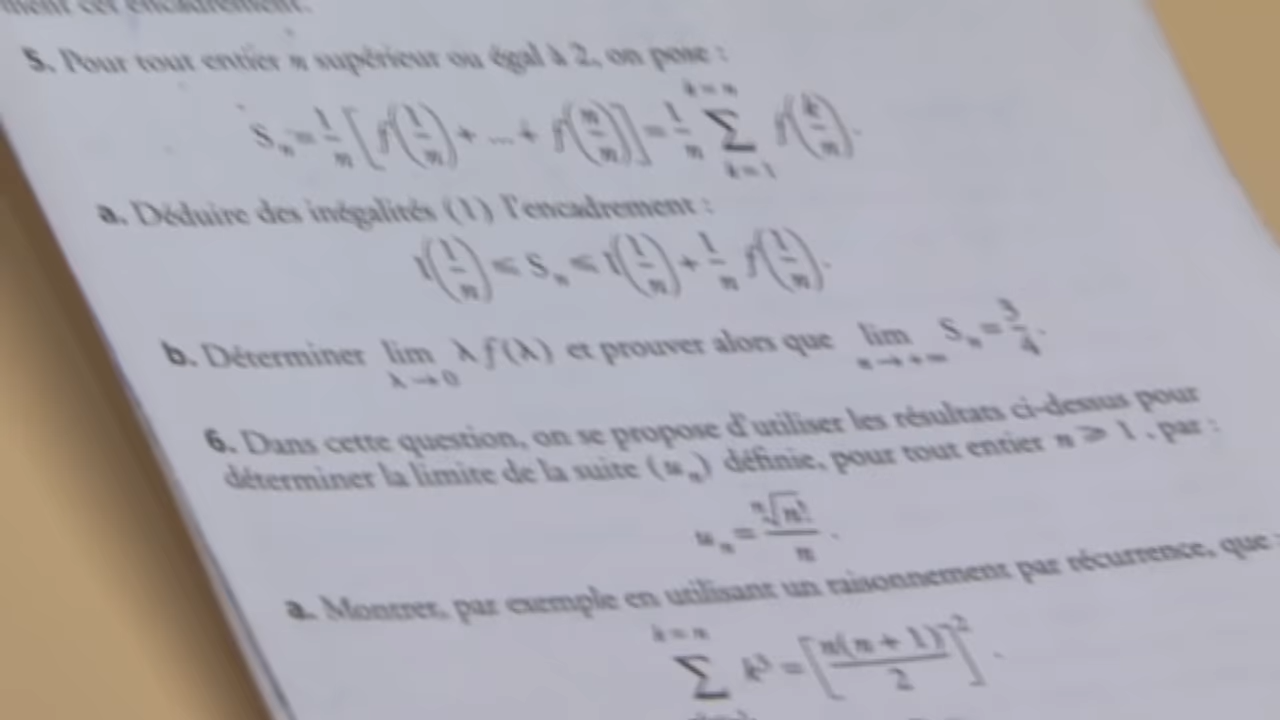 ment cet encadrement.
5. Pour tout entier n supérieur ou égal à 2, on pose :
S_n = 1/n [ f(1/n) + ... + f(n/n) ] = 1/n ∑_{k=1}^{k=n} f(k/n).
a. Déduire des inégalités (1) l'encadrement :
I(1/n) ⩽ S_n ⩽ I(1/n) + 1/n f(1/n).
b. Déterminer lim_{λ→0} λ f(λ) et prouver alors que lim_{n→+∞} S_n = 3/4.
6. Dans cette question, on se propose d'utiliser les résultats ci-dessus pour
déterminer la limite de la suite (u_n) définie, pour tout entier n ⩾ 1, par :
u_n = ⁿ√n! / n .
a. Montrer, par exemple en utilisant un raisonnement par récurrence, que :
∑^{k=n} k³ = [ n(n + 1) / 2 ]² .